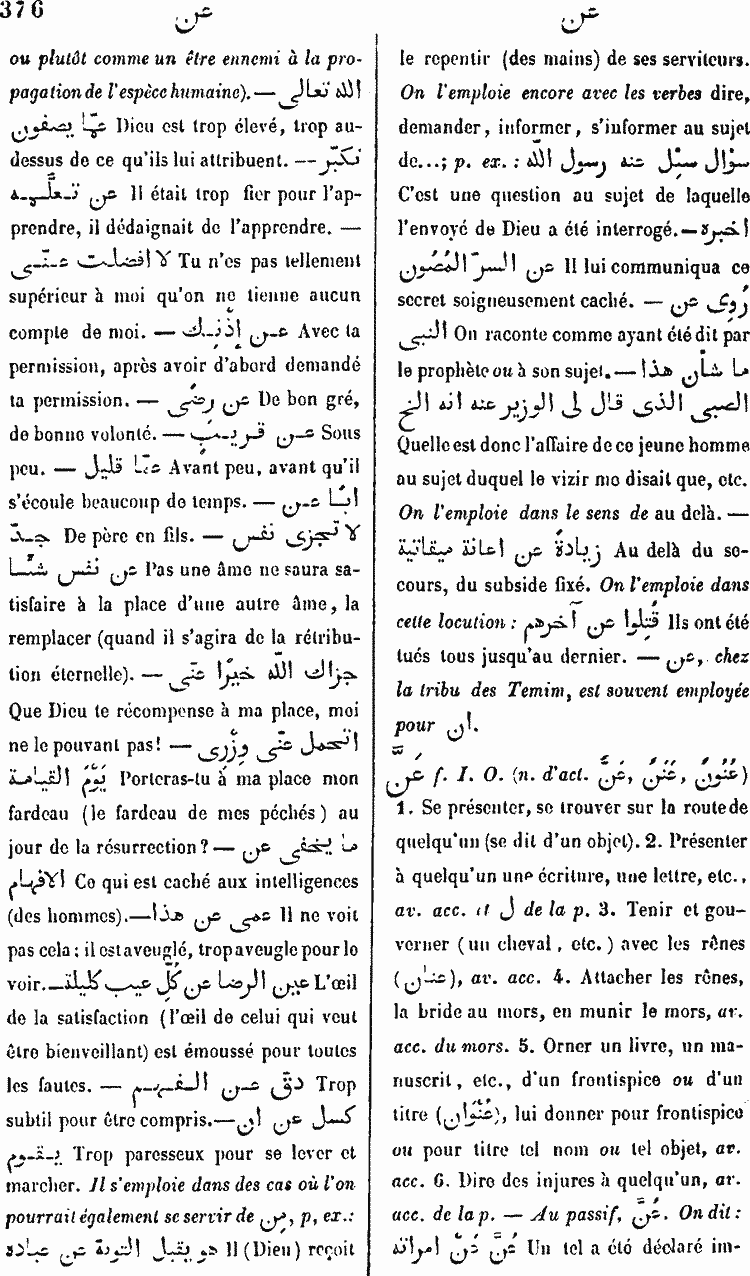 376
عن
عن
ou plutôt comme un être ennemi à la pro-
pagation de l'espèce humaine). — الله تعالى
عمّا يصفون Dieu est trop élevé, trop au-
dessus de ce qu'ils lui attribuent. — تكبّر
عن تعلّمه Il était trop fier pour l'ap-
prendre, il dédaignait de l'apprendre. —
لا افضلت عنّى Tu n'es pas tellement
supérieur à moi qu'on ne tienne aucun
compte de moi. — عن إذنك Avec ta
permission, après avoir d'abord demandé
ta permission. — عن رضى De bon gré,
de bonne volonté. — عن قريب Sous
peu. — عمّا قليل Avant peu, avant qu'il
s'écoule beaucoup de temps. — ابًا عن
جدّ De père en fils. — لا تجزى نفس
عن نفس شئًا Pas une âme ne saura sa-
tisfaire à la place d'une autre âme, la
remplacer (quand il s'agira de la rétribu-
tion éternelle). — جزاك الله خيرًا عنّى
Que Dieu te récompense à ma place, moi
ne le pouvant pas! — اتحمل عنّى وزرى
يوم القيامة Porteras-tu à ma place mon
fardeau (le fardeau de mes péchés) au
jour de la résurrection? — ما يخفى عن
الافهام Ce qui est caché aux intelligences
(des hommes). — عمى عن هذا Il ne voit
pas cela: il est aveuglé, trop aveugle pour le
voir. — عين الرضا عن كلّ عيب كليلة L'œil
de la satisfaction (l'œil de celui qui veut
être bienveillant) est émoussé pour toutes
les fautes. — دقّ عن الفهم Trop
subtil pour être compris. — كسل عن ان
يقوم Trop paresseux pour se lever et
marcher. Il s'emploie dans des cas où l'on
pourrait également se servir de من, p, ex.:
هو يقبل التوبة عن عباده Il (Dieu) reçoit
le repentir (des mains) de ses serviteurs.
On l'emploie encore avec les verbes dire,
demander, informer, s'informer au sujet
de...; p. ex.: سؤال سئل عنه رسول الله
C'est une question au sujet de laquelle
l'envoyé de Dieu a été interrogé. — اخبره
عن السرّ المصون Il lui communiqua ce
secret soigneusement caché. — روى عن
النبى On raconte comme ayant été dit par
le prophète ou à son sujet. — ما شأن هذا
الصبى الذى قال لى الوزير عنه انه الخ
Quelle est donc l'affaire de ce jeune homme
au sujet duquel le vizir me disait que, etc.
On l'emploie dans le sens de au delà. —
زيادة عن اعانة ميقاتية Au delà du se-
cours, du subside fixé. On l'emploie dans
cette locution: قتلوا عن آخرهم Ils ont été
tués tous jusqu'au dernier. — عن, chez
la tribu des Temim, est souvent employée
pour ان.
عَنّ f. I. O. (n. d'act. عَنّ, عَنَن, عُنُون)
1. Se présenter, se trouver sur la route de
quelqu'un (se dit d'un objet). 2. Présenter
à quelqu'un une écriture, une lettre, etc.,
av. acc. et ل de la p. 3. Tenir et gou-
verner (un cheval, etc.) avec les rênes
(عنان), av. acc. 4. Attacher les rênes,
la bride au mors, en munir le mors, av.
acc. du mors. 5. Orner un livre, un ma-
nuscrit, etc., d'un frontispice ou d'un
titre (عُنْوان), lui donner pour frontispice
ou pour titre tel nom ou tel objet, av.
acc. 6. Dire des injures à quelqu'un, av.
acc. de la p. — Au passif, عُنّ. On dit:
عُنّ عن امراته Un tel a été déclaré im-